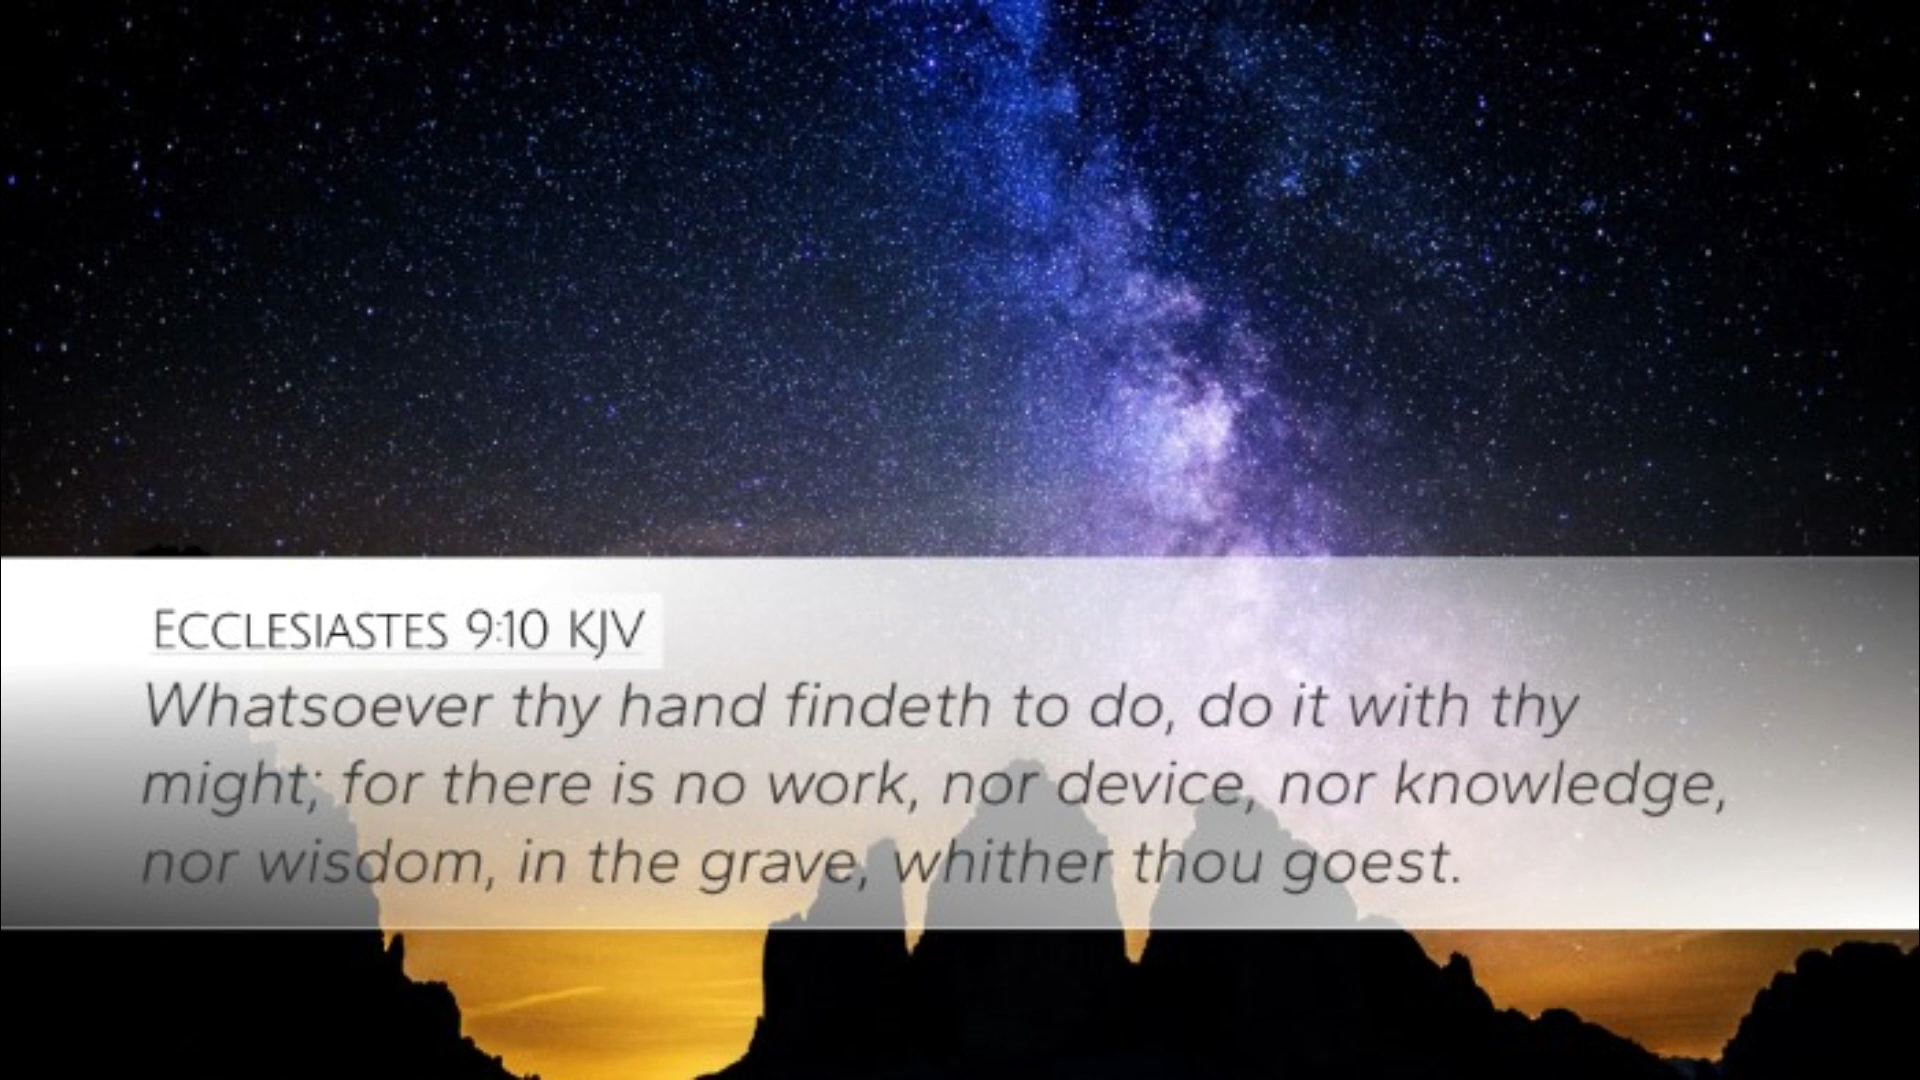 Ecclesiastes 9:10 KJV
Whatsoever thy hand findeth to do, do it with thy
might; for there is no work, nor device, nor knowledge,
nor wisdom, in the grave, whither thou goest.